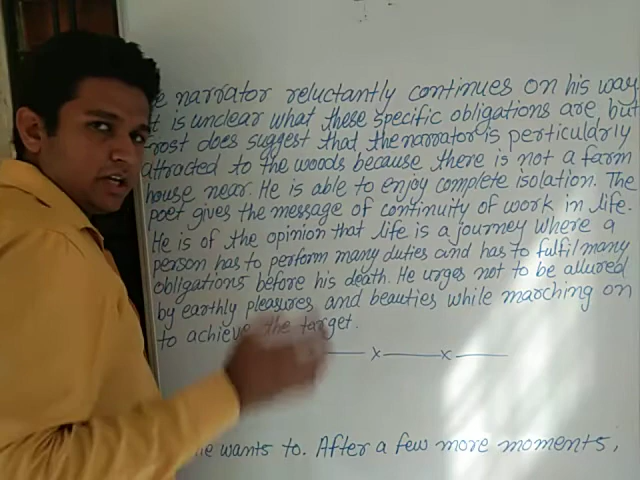 e narrator reluctantly continues on his way
t is unclear what these specific obligations are but
rost does suggest that the narrator is perticuldrly
attracted to the woods because there is not a farm
house near. He is able to enjoy complete isolation. The
poet gives the message of continuity of work in life.
He is of the opinion that life is a journey where a
person has to perform many duties and has to fulfil many
obligations before his death. He urges not to be allured
by earthly pleasures and beauties while marching on
to achieve the target.
he wants to. After a few more moments,